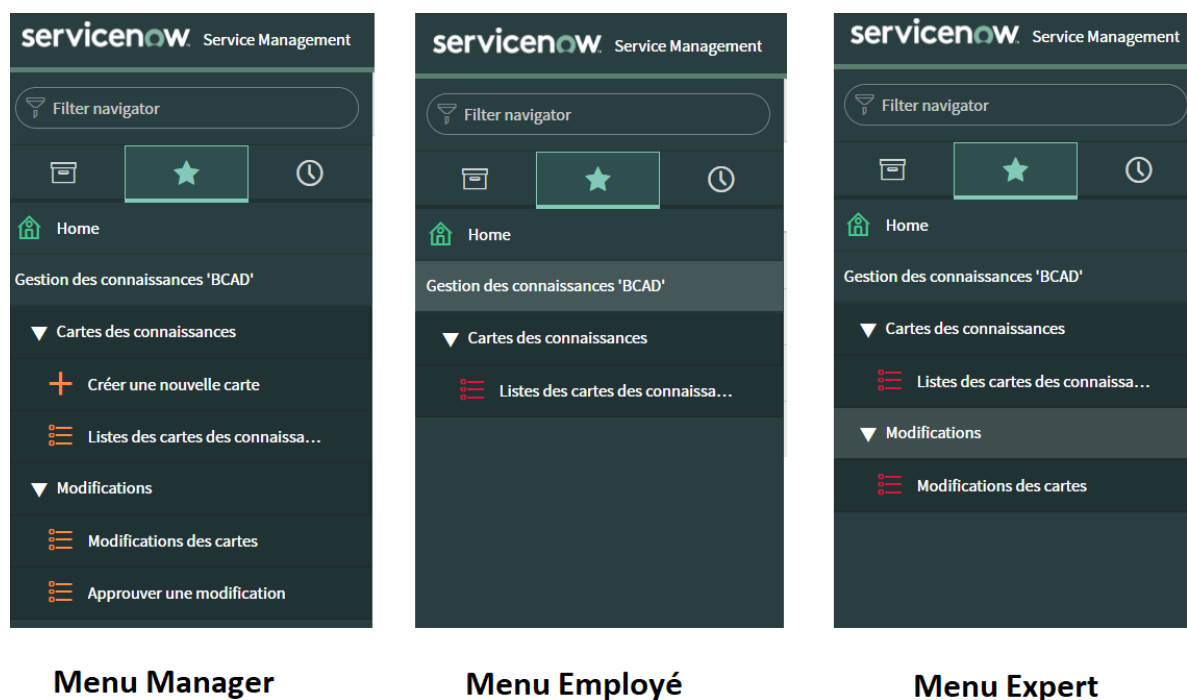 servicenow. Service Management
Filter navigator
Home
Gestion des connaissances 'BCAD'
Cartes des connaissances
Créer une nouvelle carte
Listes des cartes des connaissa...
Modifications
Modifications des cartes
Approuver une modification
Menu Manager
servicenow. Service Management
Filter navigator
Home
Gestion des connaissances 'BCAD'
Cartes des connaissances
Listes des cartes des connaissa...
Menu Employé
servicenow. Service Management
Filter navigator
Home
Gestion des connaissances 'BCAD'
Cartes des connaissances
Listes des cartes des connaissa...
Modifications
Modifications des cartes
Menu Expert